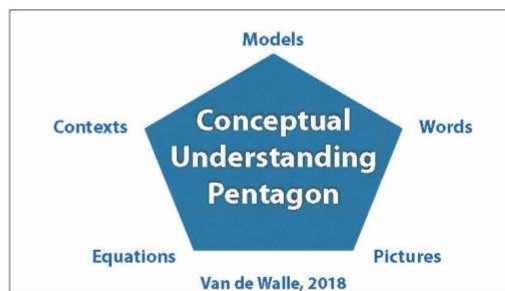 Models
Contexts
Words
Conceptual
Understanding
Pentagon
Equations
Pictures
Van de Walle, 2018